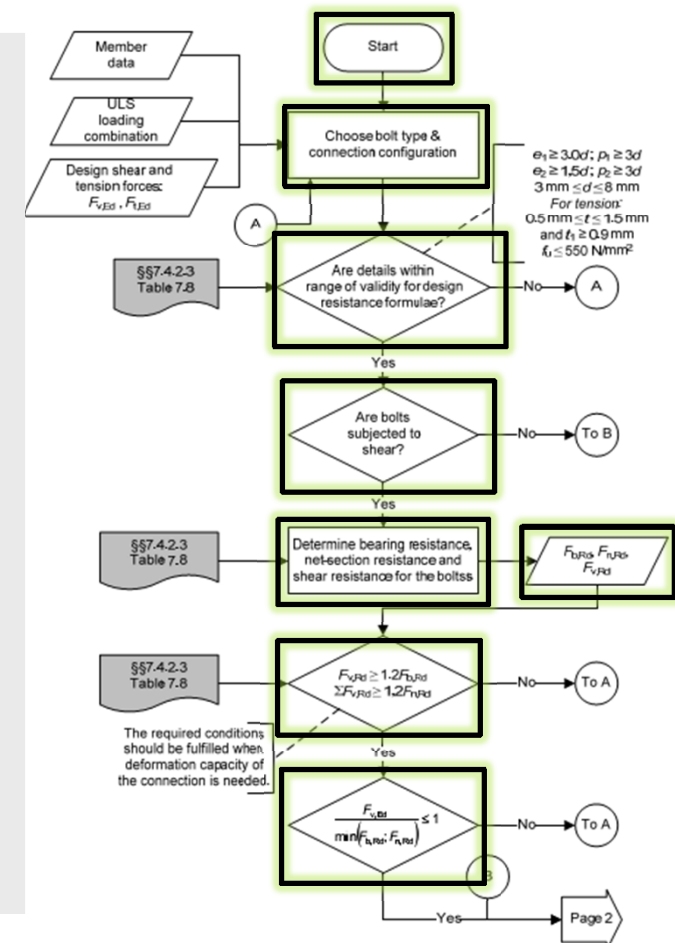 Start
Member
data
ULS
loading
combination
Design shear and
tension forces:
Fv,Ed , Ft,Ed
Choose bolt type &
connection configuration
A
e1 ≥ 3.0d; p1 ≥ 3d
e2 ≥ 1.5d; p2 ≥ 3d
3 mm ≤ d ≤ 8 mm
For tension:
0.5 mm ≤ t ≤ 1.5 mm
and t1 ≥ 0.9 mm
fu ≤ 550 N/mm²
§§7.4.2.3
Table 7.8
Are details within
range of validity for design
resistance formulae?
No
A
Yes
Are bolts
subjected to
shear?
No
To B
Yes
§§7.4.2.3
Table 7.8
Determine bearing resistance,
net-section resistance and
shear resistance for the boltss
Fb,Rd, Fn,Rd,
Fv,Rd
§§7.4.2.3
Table 7.8
Fv,Rd ≥ 1.2Fb,Rd
ΣFv,Rd ≥ 1.2Fn,Rd
No
To A
The required conditions
should be fulfilled when
deformation capacity of
the connection is needed.
Yes
Fv,Ed
min(Fb,Rd; Fn,Rd) ≤ 1
No
To A
B
Yes
Page 2